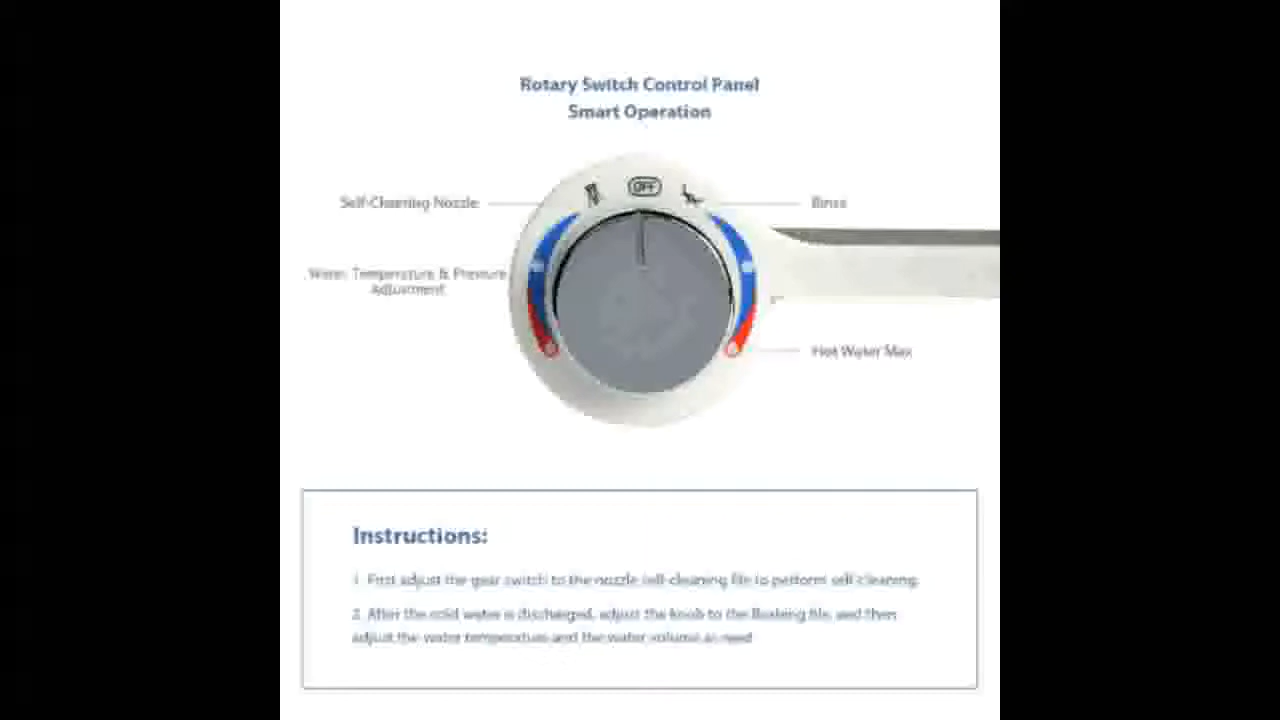 Rotary Switch Control Panel
Smart Operation
OFF
Self-Cleaning Nozzle
Rinse
Water Temperature & Pressure
Adjustment
Hot Water Max
Instructions:
1. First adjust the gear switch to the nozzle self-cleaning file to perform self cleaning.
2. After the cold water is discharged, adjust the knob to the flushing file, and then
adjust the water temperature and the water volume as need